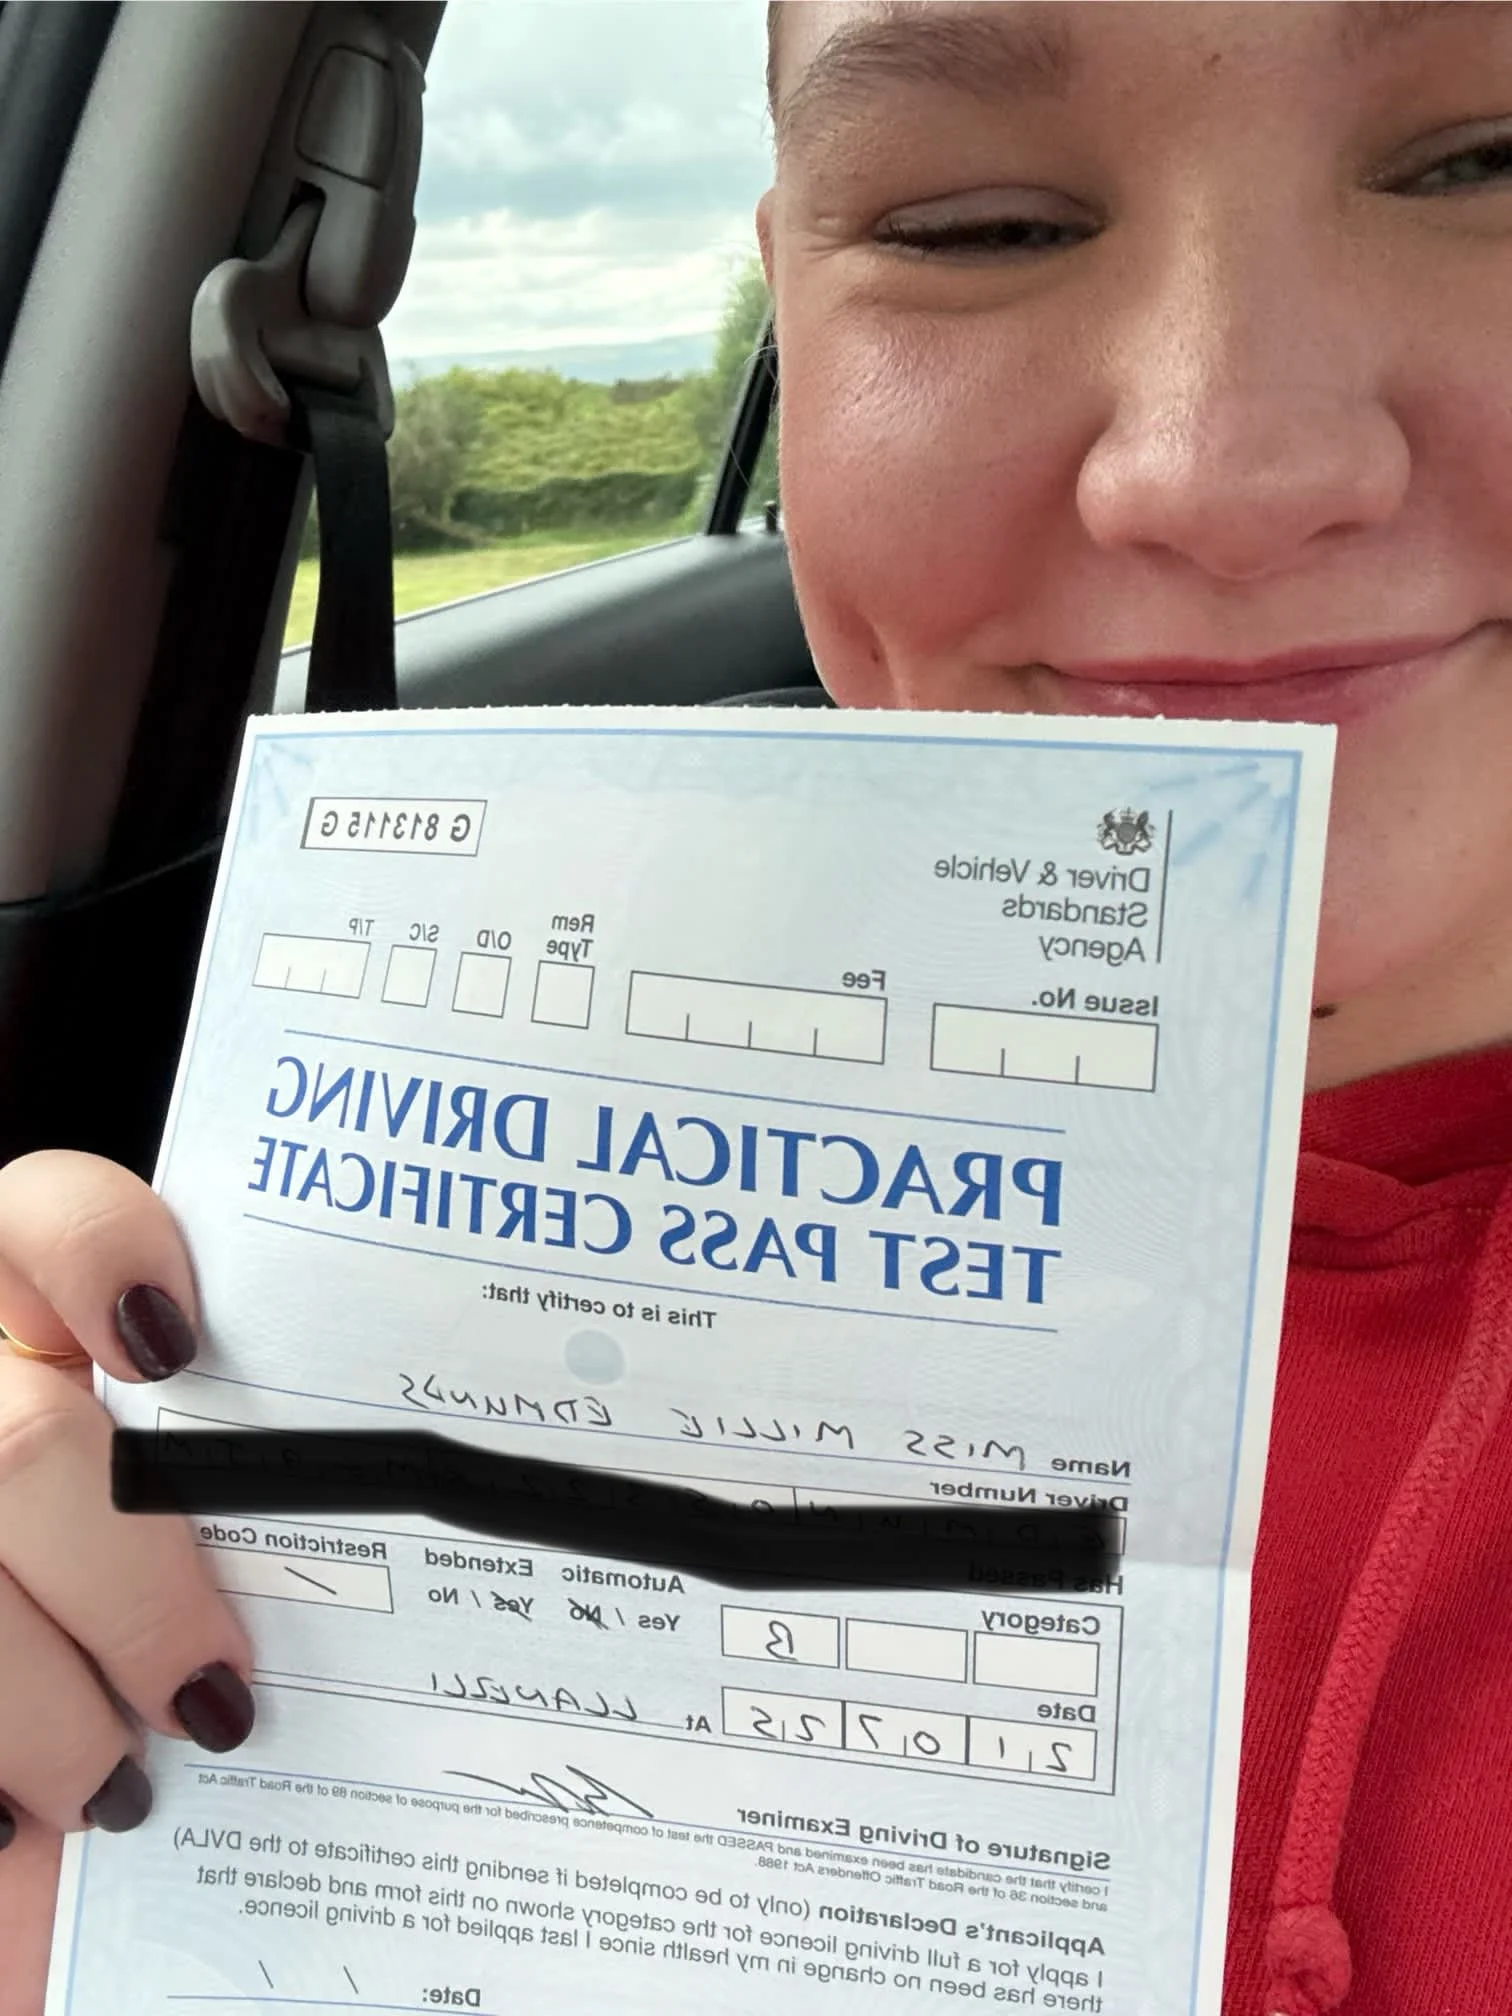 G 813115 G
Driver & Vehicle
Standards
Agency
Issue No.
Fee
Rem
Type
O/D
S/C
T/P
PRACTICAL DRIVING
TEST PASS CERTIFICATE
This is to certify that:
Name MISS MILLIE EDMUNDS
Driver Number
Has Passed
Category Automatic Extended Restriction Code
B Yes / No Yes / No /
Date
21 07 25 At LLANELLI
Signature of Driving Examiner
I certify that the candidate has been examined and PASSED the test of competence prescribed for the purpose of section 89 of the Road Traffic Act
and section 36 of the Road Traffic Offenders Act 1988.
Applicant's Declaration (only to be completed if sending this certificate to the DVLA)
I apply for a full driving licence for the category shown on this form and declare that
there has been no change in my health since I last applied for a driving licence.
Date: / /